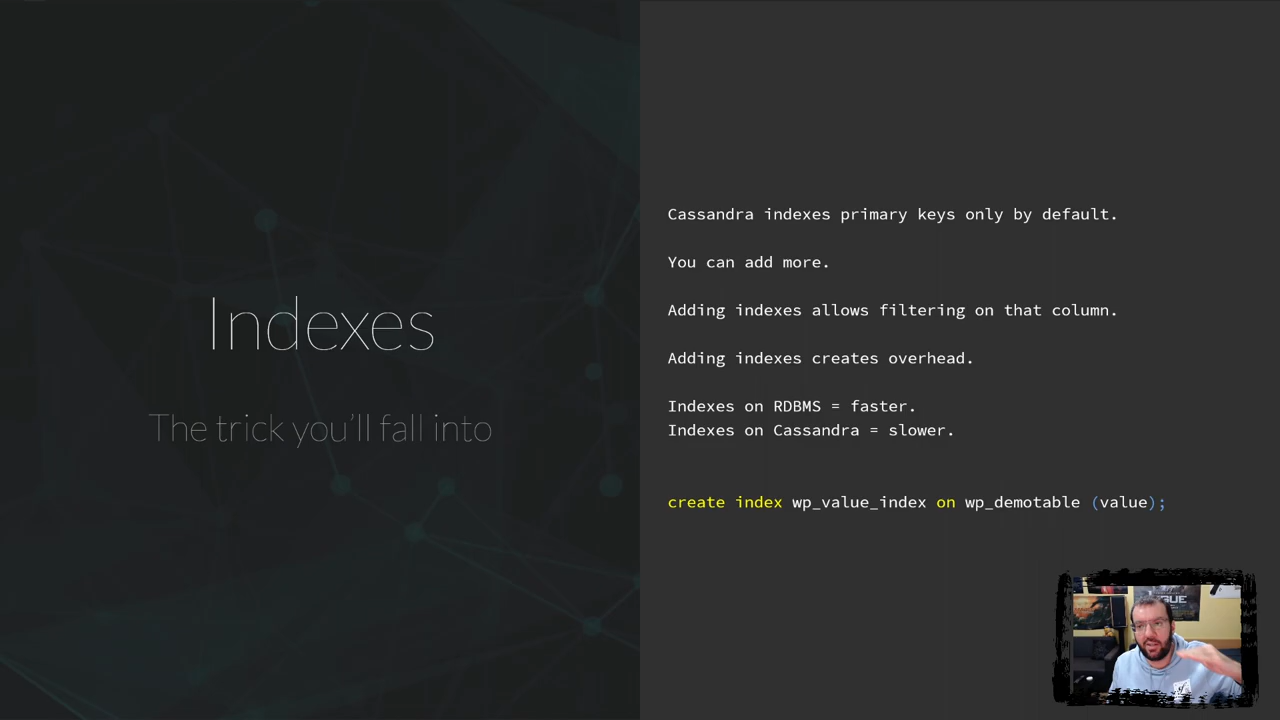 Indexes
The trick you'll fall into
Cassandra indexes primary keys only by default.
You can add more.
Adding indexes allows filtering on that column.
Adding indexes creates overhead.
Indexes on RDBMS = faster.
Indexes on Cassandra = slower.
create index wp_value_index on wp_demotable (value);